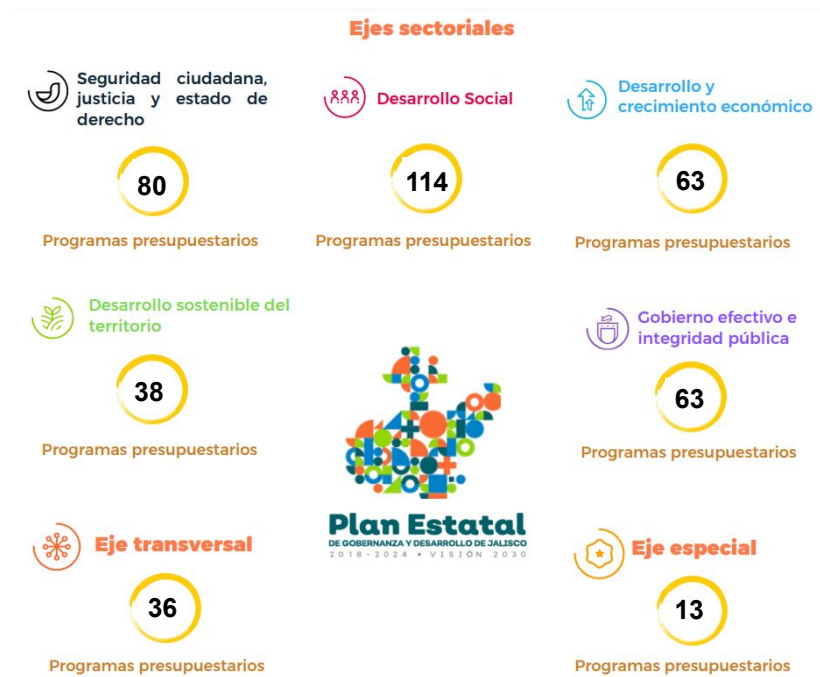 Ejes sectoriales
Seguridad ciudadana,
justicia y estado de
derecho
80
Programas presupuestarios
Desarrollo Social
114
Programas presupuestarios
Desarrollo y
crecimiento económico
63
Programas presupuestarios
Desarrollo sostenible del
territorio
38
Programas presupuestarios
Gobierno efectivo e
integridad pública
63
Programas presupuestarios
Plan Estatal
DE GOBERNANZA Y DESARROLLO DE JALISCO
2018-2024 • VISIÓN 2030
Eje transversal
36
Programas presupuestarios
Eje especial
13
Programas presupuestarios